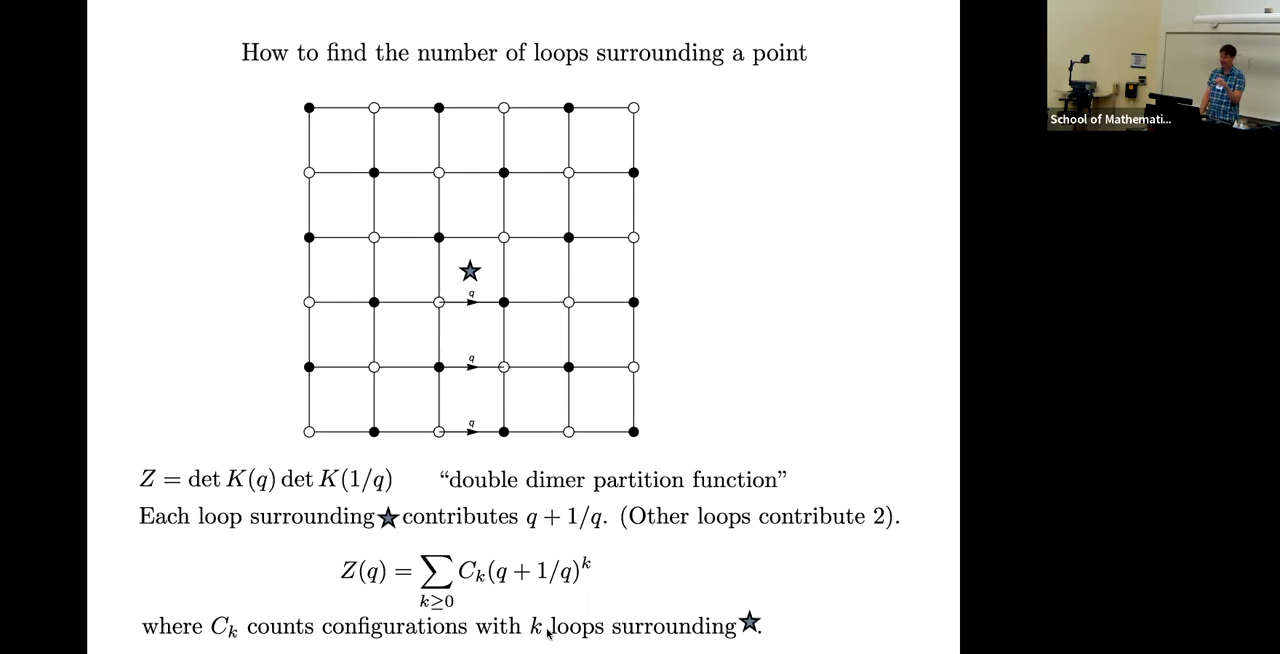 How to find the number of loops surrounding a point
School of Mathemati...
q
q
q
Z = det K(q) det K(1/q) “double dimer partition function”
Each loop surrounding ★ contributes q + 1/q. (Other loops contribute 2).
Z(q) = ∑_{k≥0} C_k(q + 1/q)^k
where C_k counts configurations with k loops surrounding ★.